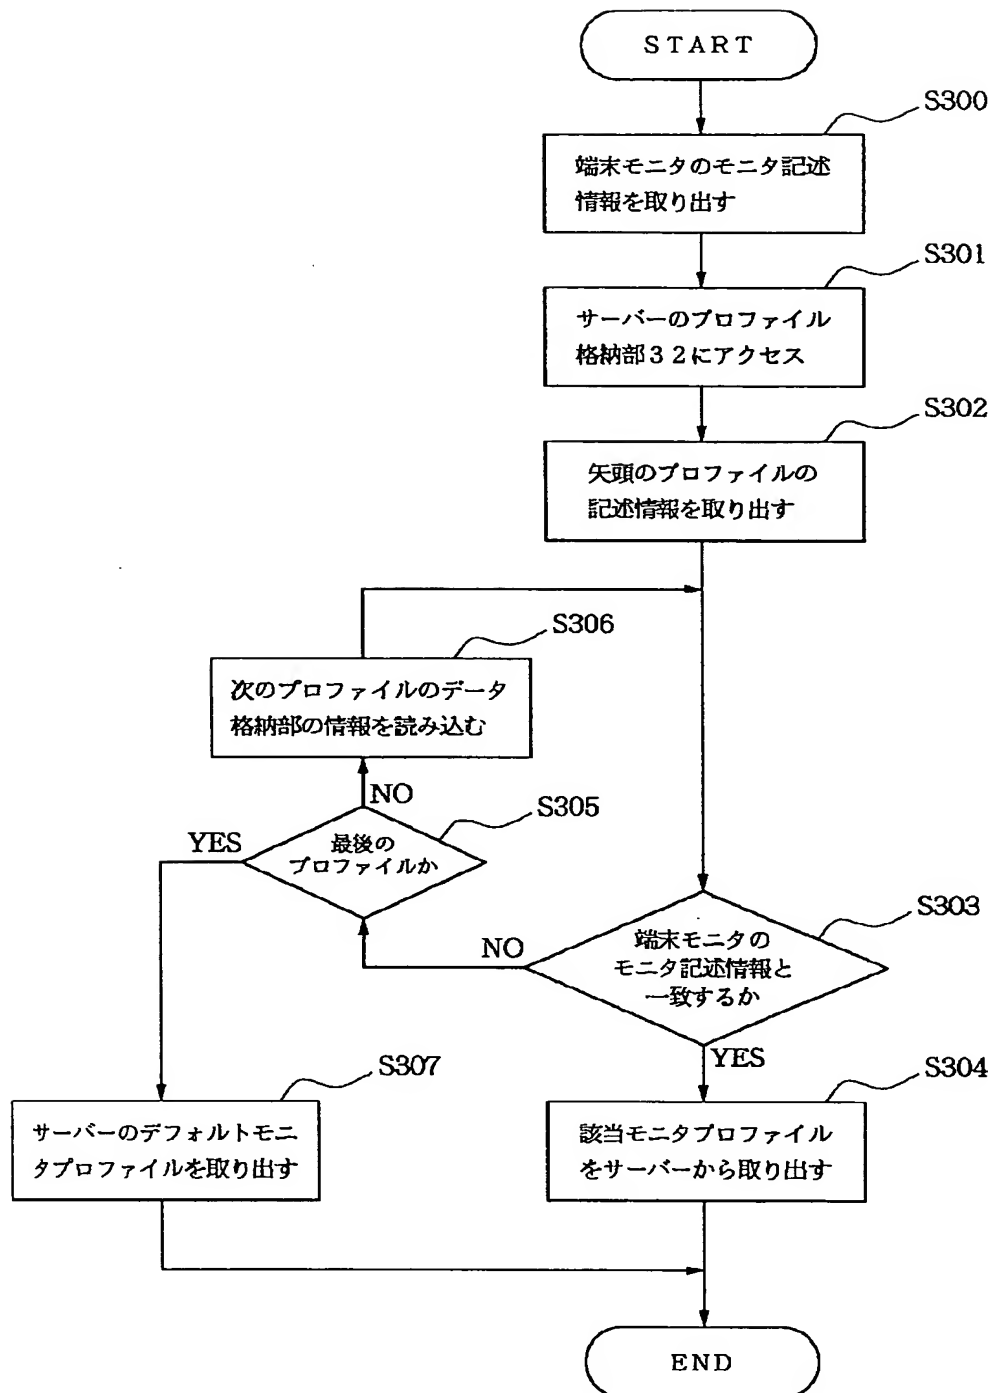 START
S300
端末モニタのモニタ記述
情報を取り出す
S301
サーバーのプロファイル
格納部32にアクセス
S302
矢頭のプロファイルの
記述情報を取り出す
S306
次のプロファイルのデータ
格納部の情報を読み込む
NO
S305
YES
最後の
プロファイルか
S303
NO
端末モニタの
モニタ記述情報と
一致するか
YES
S307
S304
サーバーのデフォルトモニ
タプロファイルを取り出す
該当モニタプロファイル
をサーバーから取り出す
END